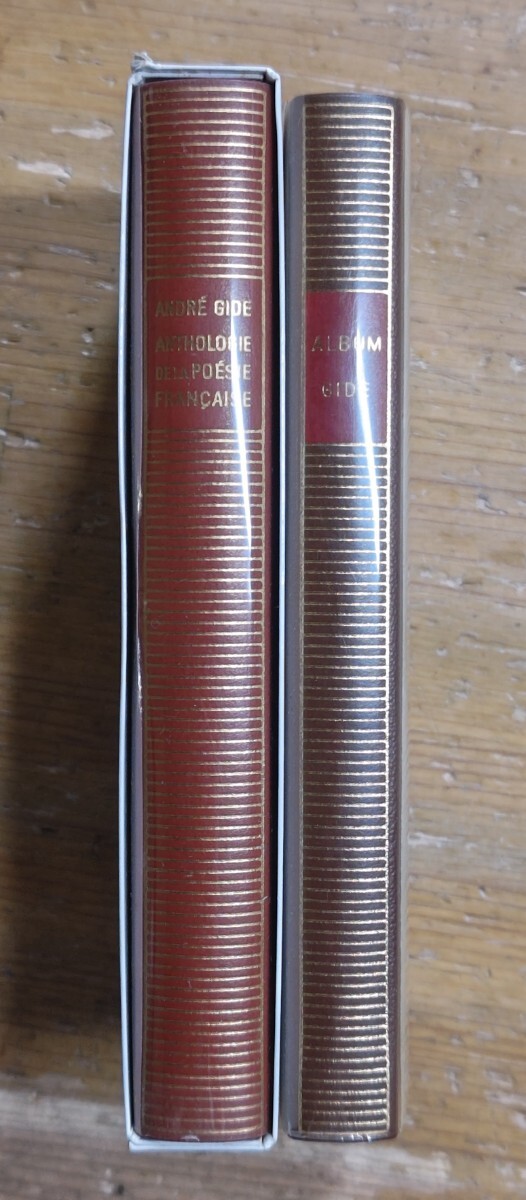 ANDRÉ GIDE
ANTHOLOGIE
DE LA POÉSIE
FRANÇAISE
ALBUM
GIDE